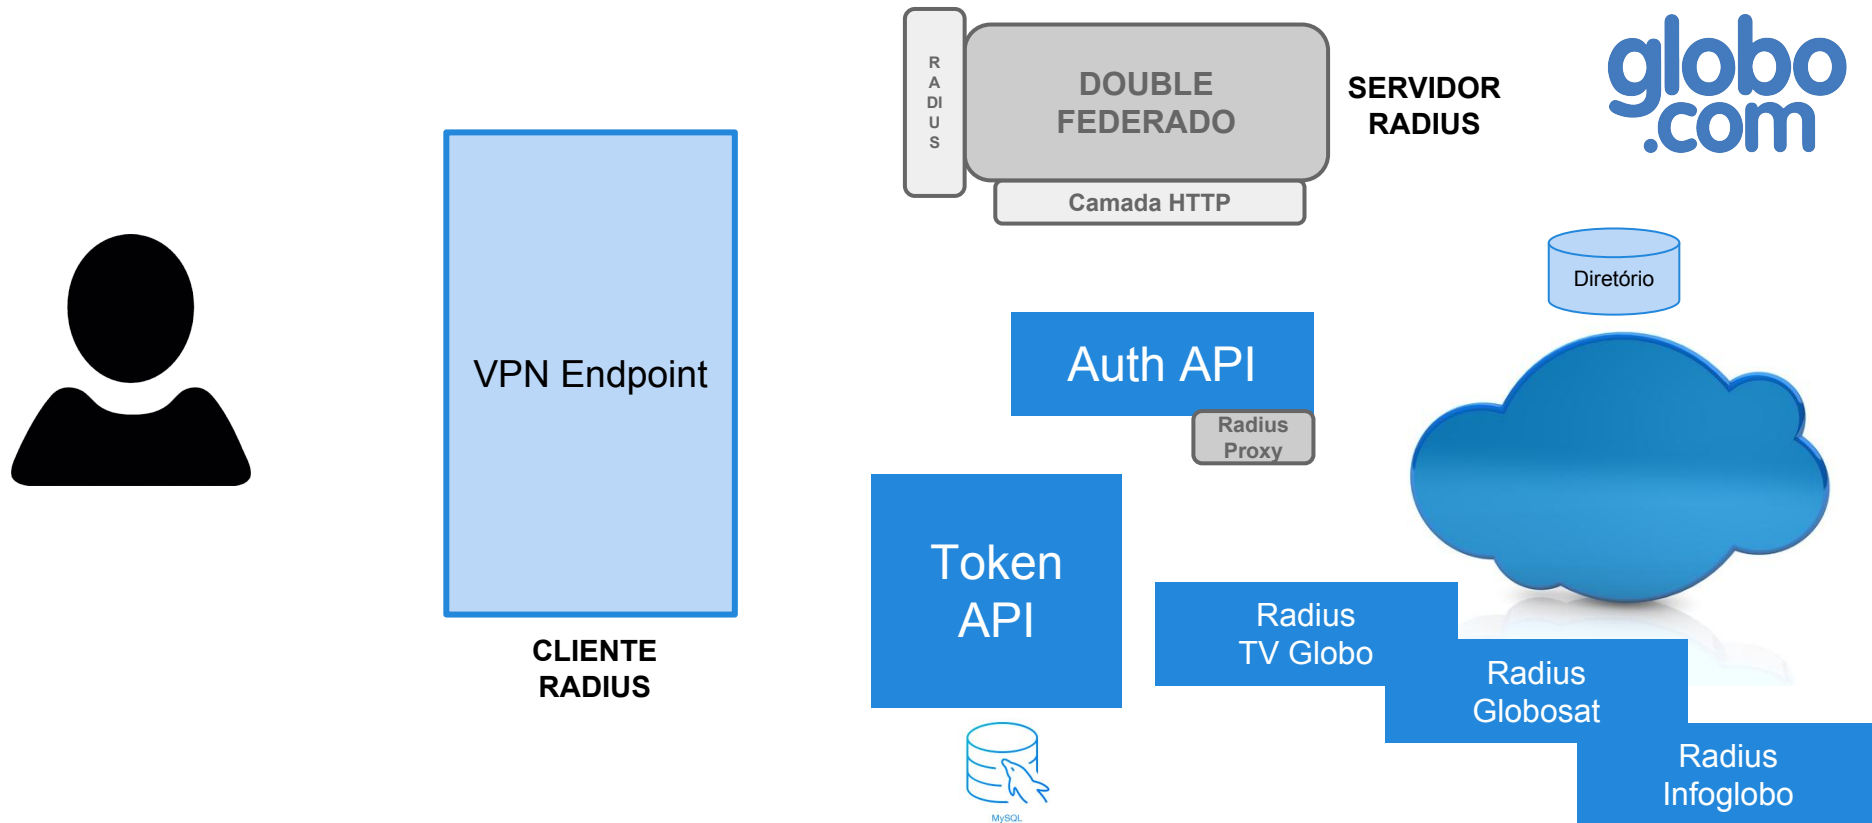 R
A
DI
U
S
DOUBLE
FEDERADO
Camada HTTP
SERVIDOR
RADIUS
globo
.com
VPN Endpoint
CLIENTE
RADIUS
Diretório
Auth API
Radius
Proxy
Token
API
MySQL
Radius
TV Globo
Radius
Globosat
Radius
Infoglobo